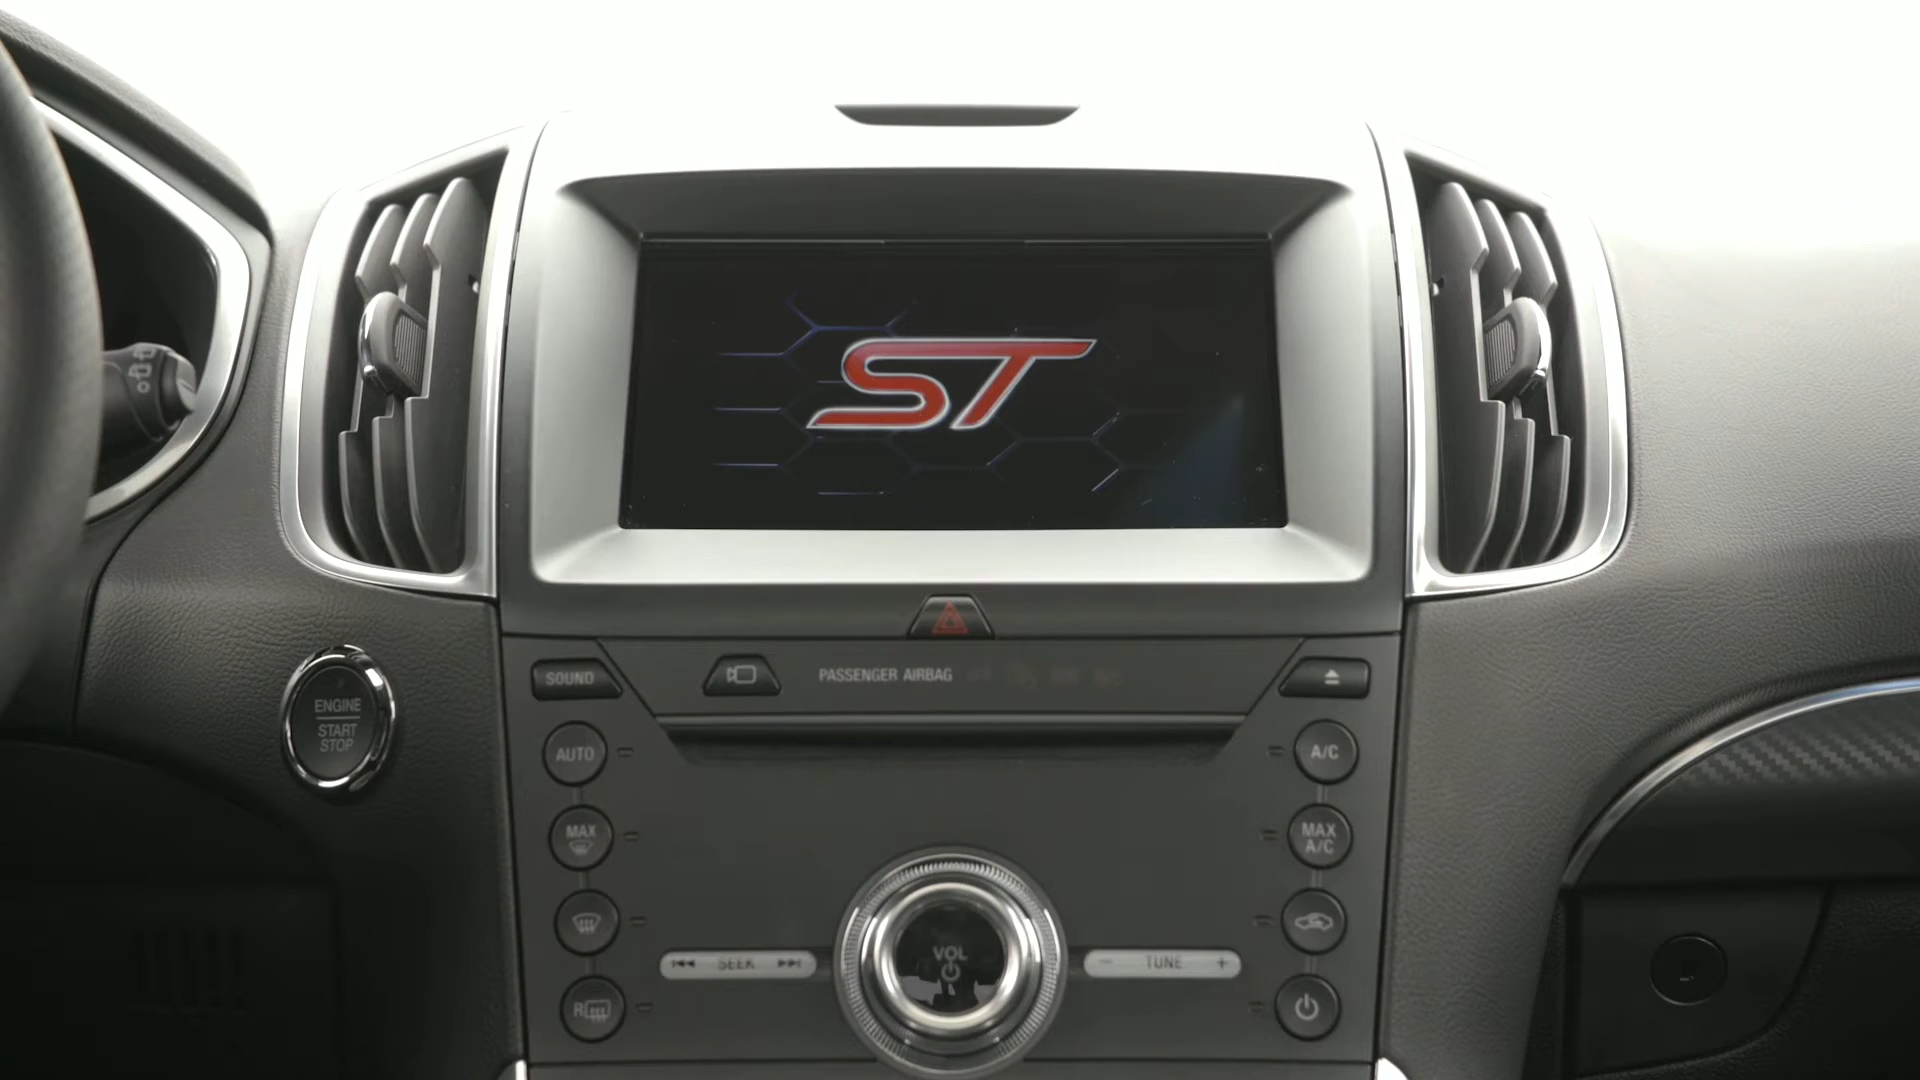 ST
SOUND
PASSENGER AIRBAG
ENGINE
START
STOP
AUTO
A/C
MAX
MAX
A/C
SEEK
VOL
TUNE
R